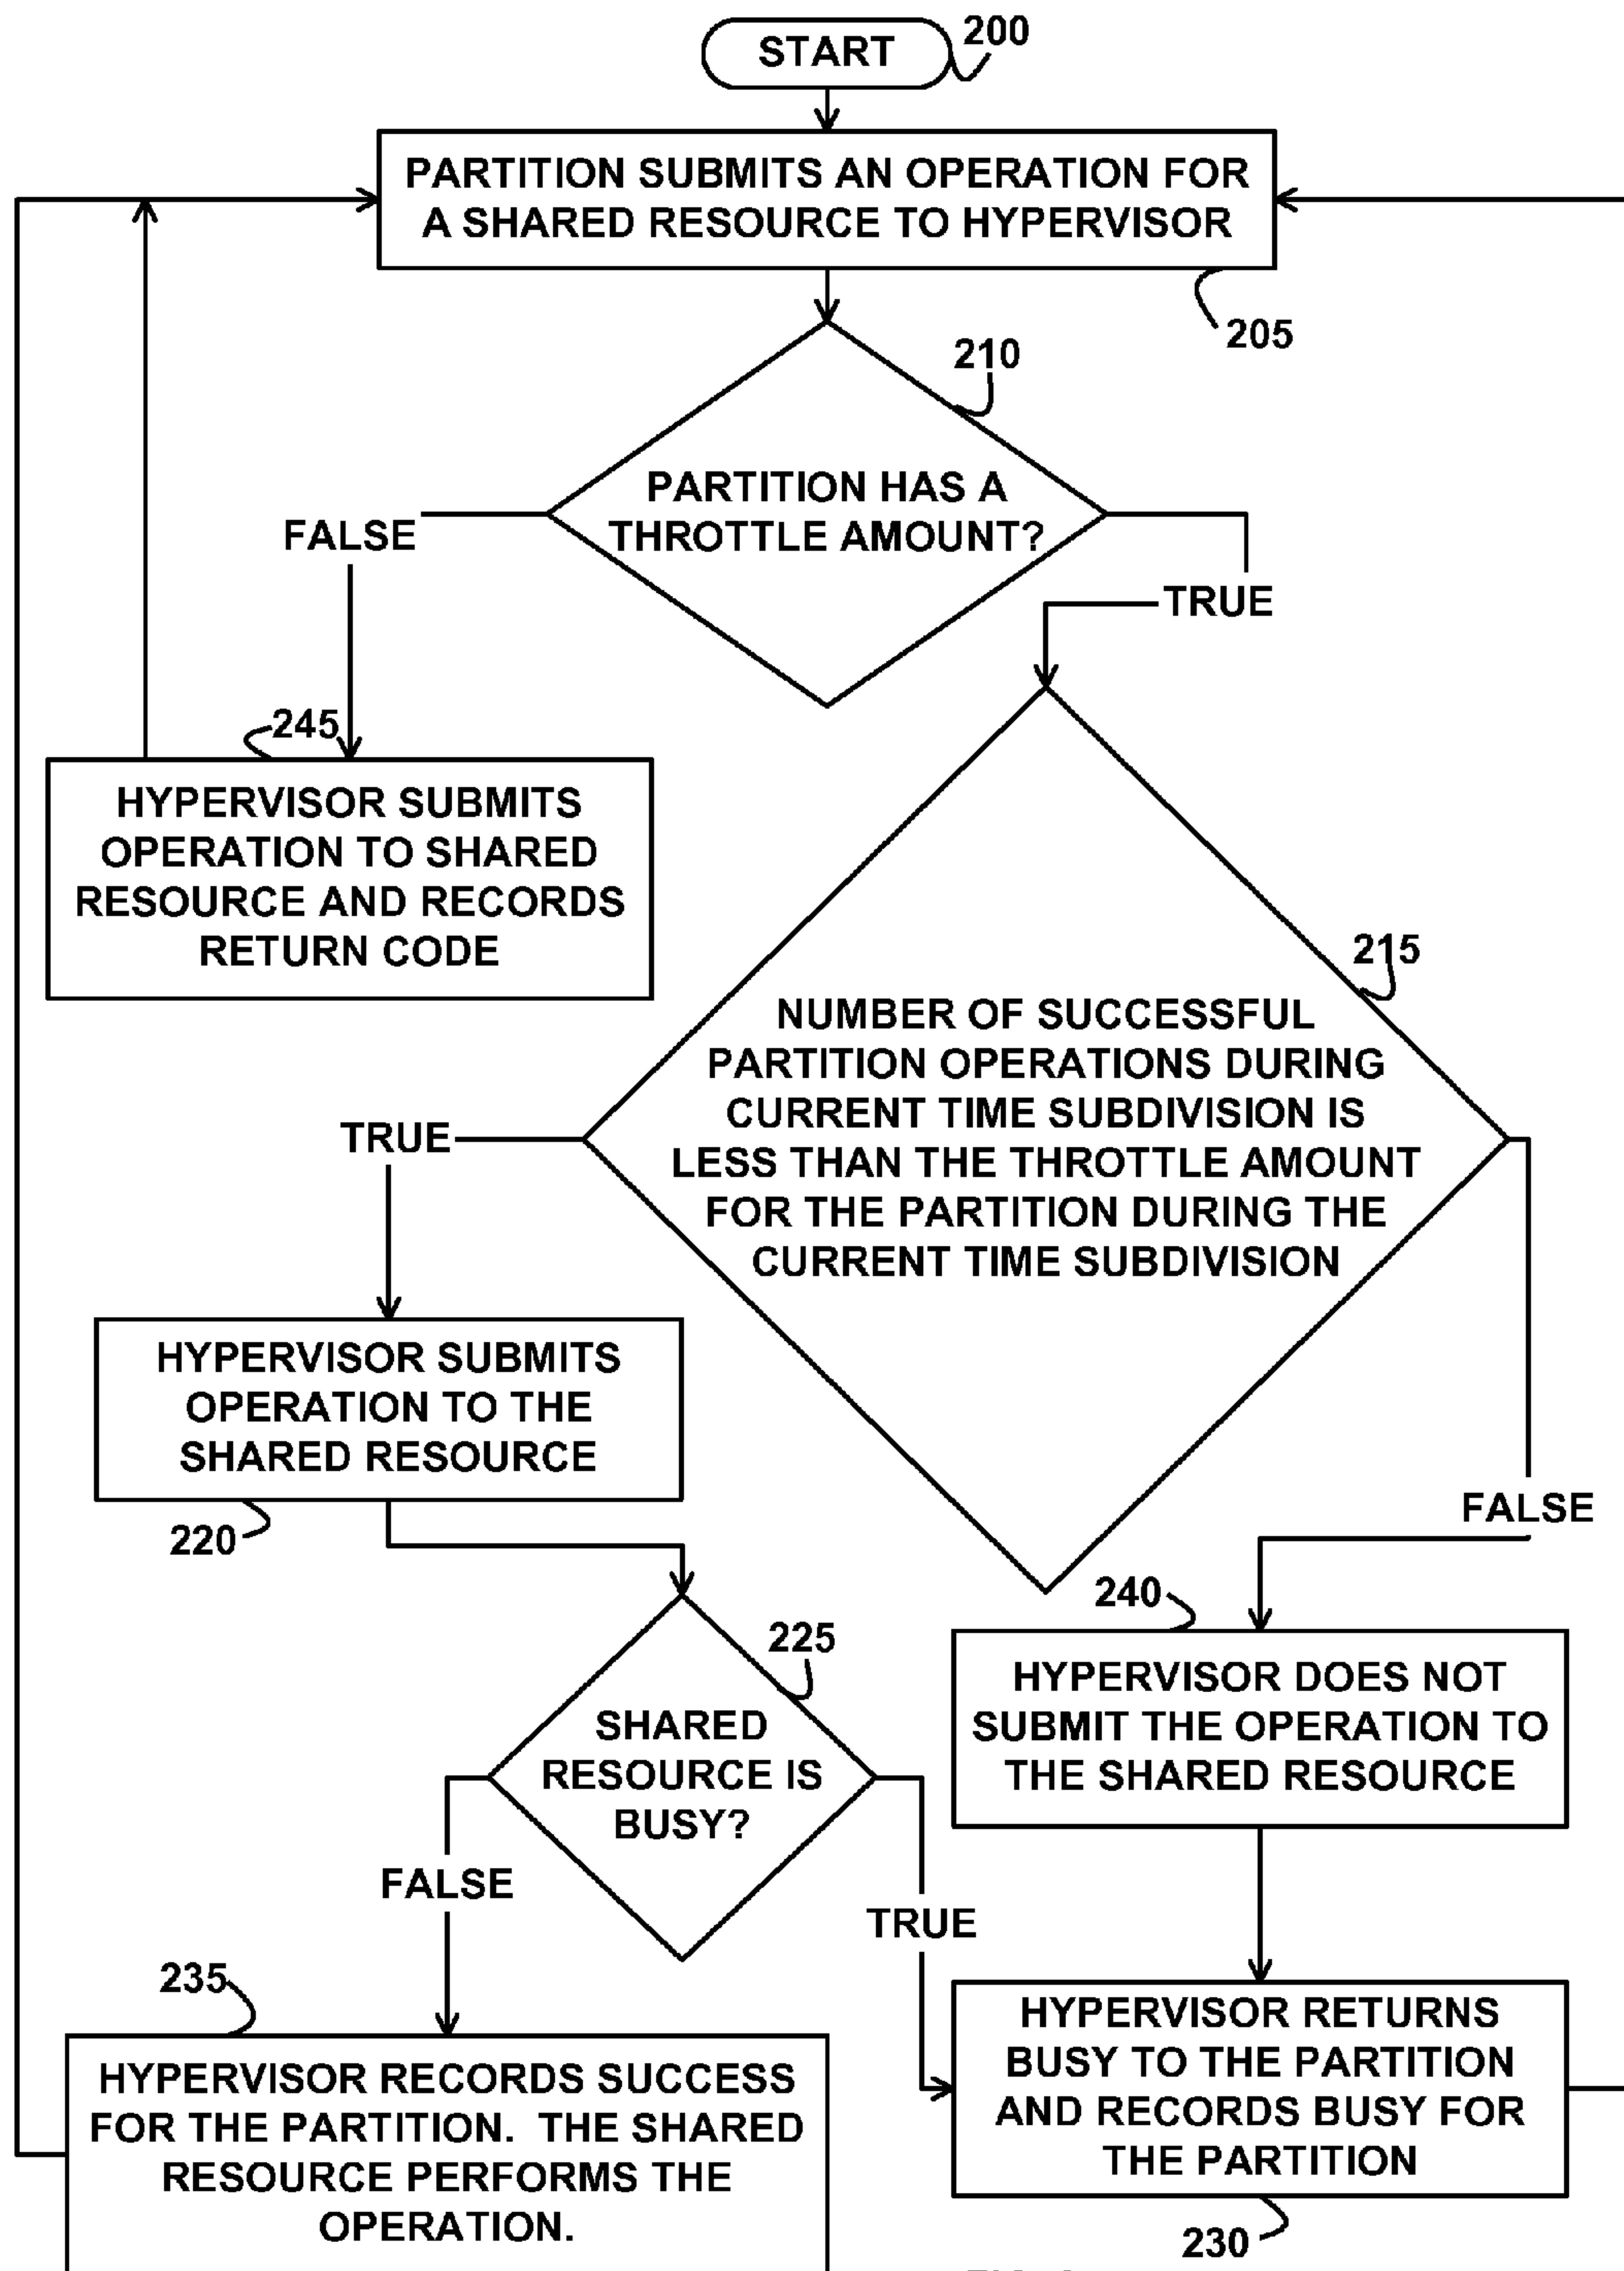 START
200
PARTITION SUBMITS AN OPERATION FOR
A SHARED RESOURCE TO HYPERVISOR
205
210
PARTITION HAS A
THROTTLE AMOUNT?
FALSE
TRUE
245
HYPERVISOR SUBMITS
OPERATION TO SHARED
RESOURCE AND RECORDS
RETURN CODE
215
NUMBER OF SUCCESSFUL
PARTITION OPERATIONS DURING
CURRENT TIME SUBDIVISION IS
LESS THAN THE THROTTLE AMOUNT
FOR THE PARTITION DURING THE
CURRENT TIME SUBDIVISION
TRUE
FALSE
HYPERVISOR SUBMITS
OPERATION TO THE
SHARED RESOURCE
220
225
SHARED
RESOURCE IS
BUSY?
FALSE
TRUE
240
HYPERVISOR DOES NOT
SUBMIT THE OPERATION TO
THE SHARED RESOURCE
235
HYPERVISOR RECORDS SUCCESS
FOR THE PARTITION. THE SHARED
RESOURCE PERFORMS THE
OPERATION.
HYPERVISOR RETURNS
BUSY TO THE PARTITION
AND RECORDS BUSY FOR
THE PARTITION
230